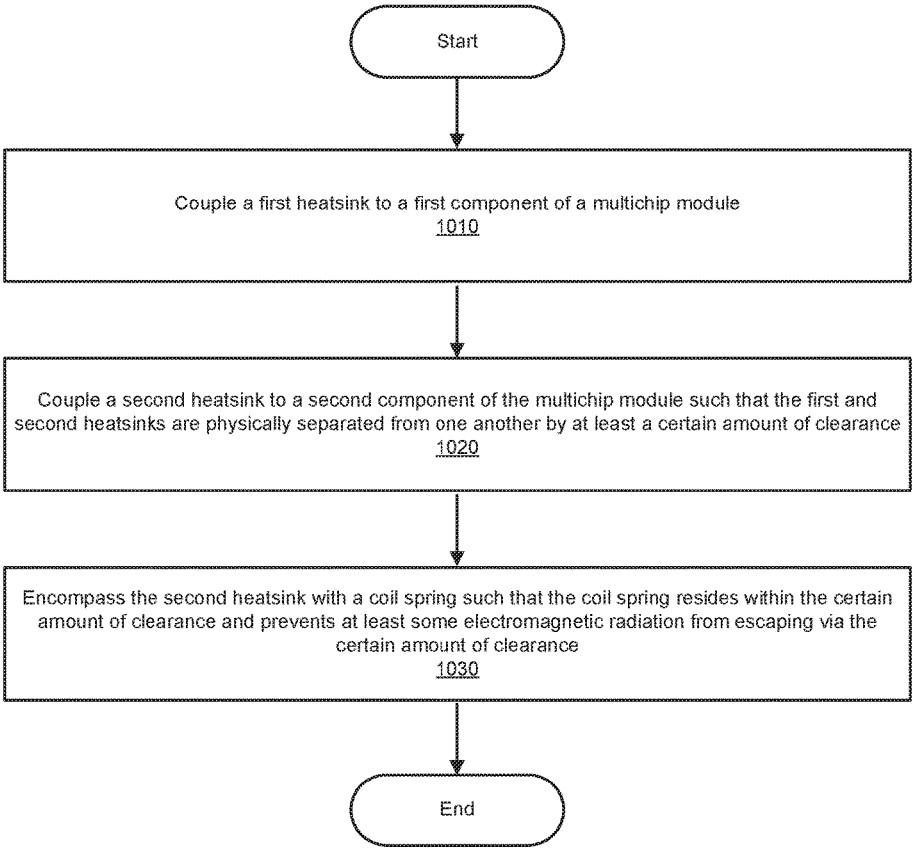 Start
Couple a first heatsink to a first component of a multichip module
1010
Couple a second heatsink to a second component of the multichip module such that the first and
second heatsinks are physically separated from one another by at least a certain amount of clearance
1020
Encompass the second heatsink with a coil spring such that the coil spring resides within the certain
amount of clearance and prevents at least some electromagnetic radiation from escaping via the
certain amount of clearance
1030
End